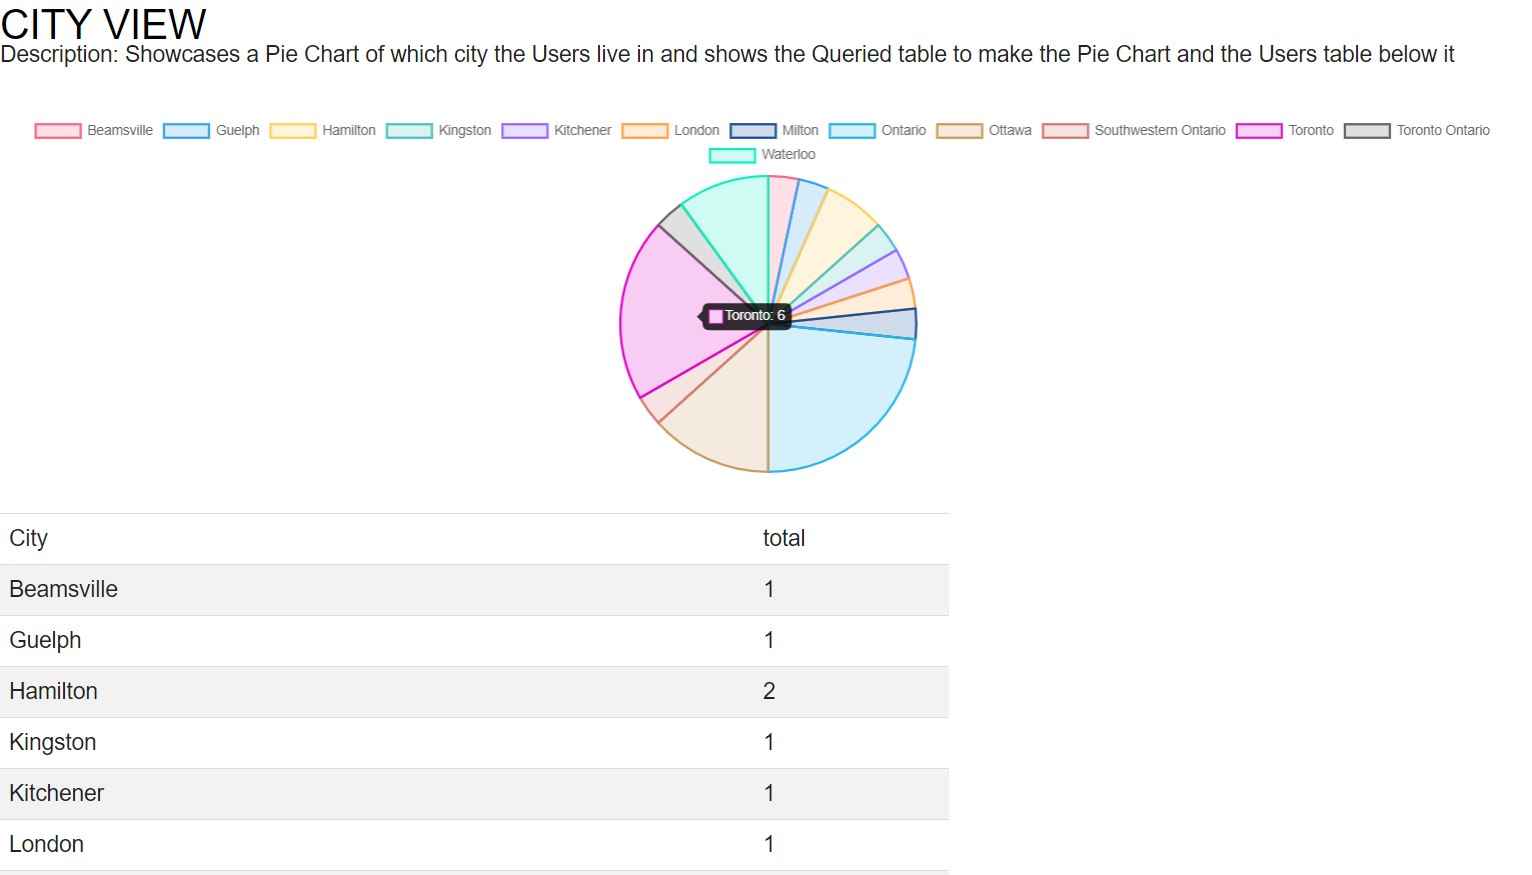 CITY VIEW
Description: Showcases a Pie Chart of which city the Users live in and shows the Queried table to make the Pie Chart and the Users table below it
Beamsville Guelph Hamilton Kingston Kitchener London Milton Ontario Ottawa Southwestern Ontario Toronto Toronto Ontario
Waterloo
Toronto: 6
City total
Beamsville 1
Guelph 1
Hamilton 2
Kingston 1
Kitchener 1
London 1